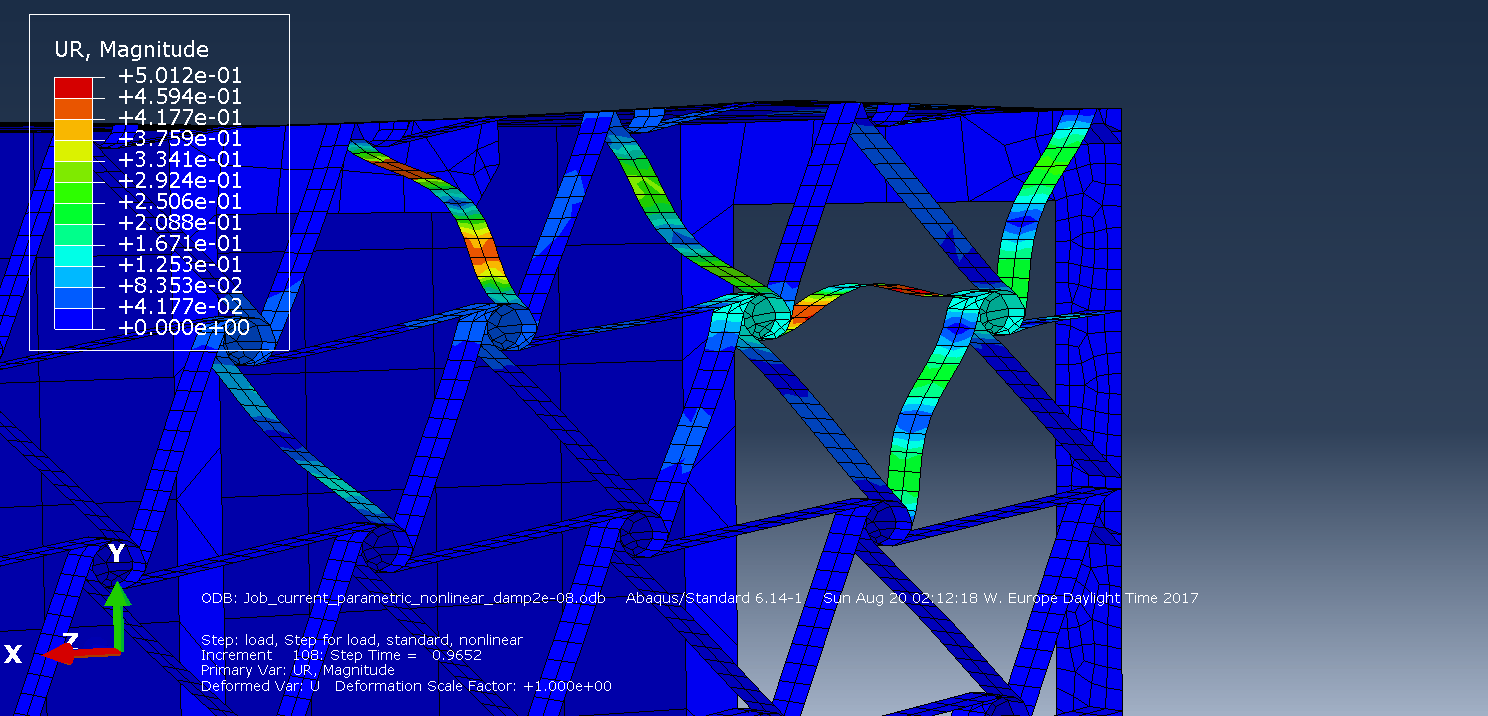 UR, Magnitude
+5.012e-01
+4.594e-01
+4.177e-01
+3.759e-01
+3.341e-01
+2.924e-01
+2.506e-01
+2.088e-01
+1.671e-01
+1.253e-01
+8.353e-02
+4.177e-02
+0.000e+00
Y
Z
X
ODB: Job_current_parametric_nonlinear_damp2e-08.odb Abaqus/Standard 6.14-1 Sun Aug 20 02:12:18 W. Europe Daylight Time 2017
Step: load, Step for load, standard, nonlinear
Increment 108: Step Time = 0.9652
Primary Var: UR, Magnitude
Deformed Var: U Deformation Scale Factor: +1.000e+00